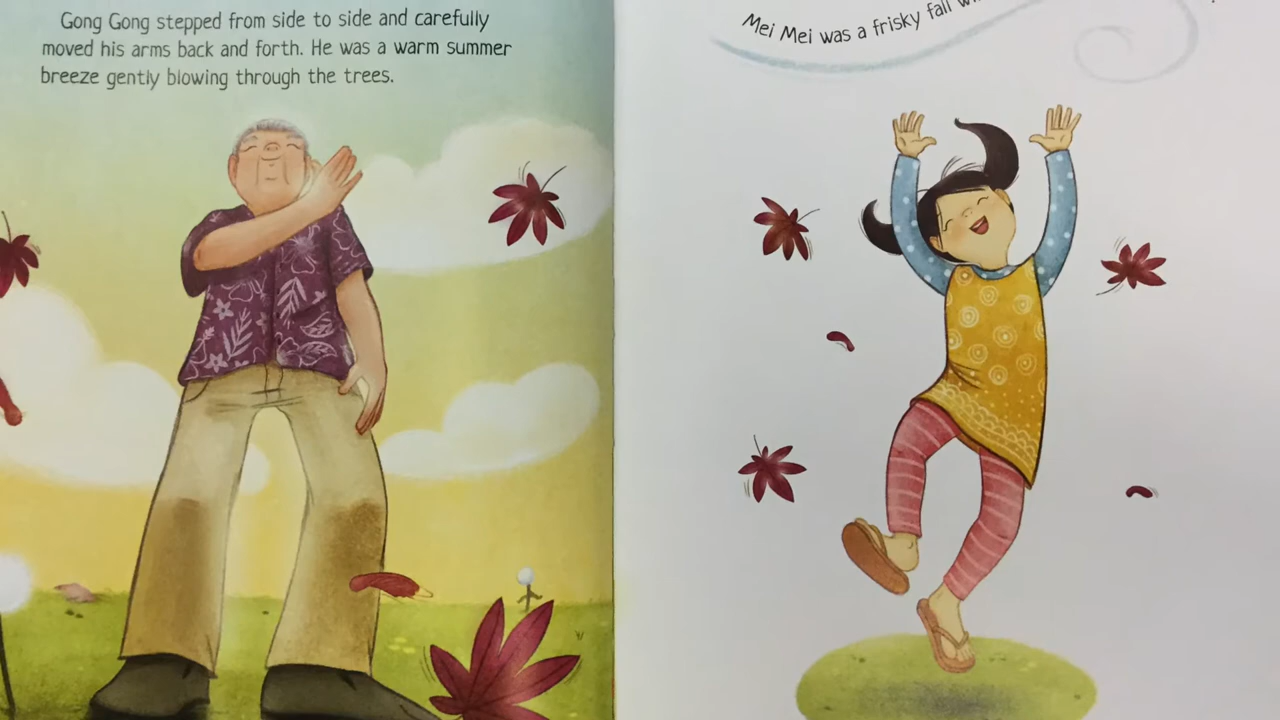 Gong Gong stepped from side to side and carefully
moved his arms back and forth. He was a warm summer
breeze gently blowing through the trees.
Mei Mei was a frisky fall